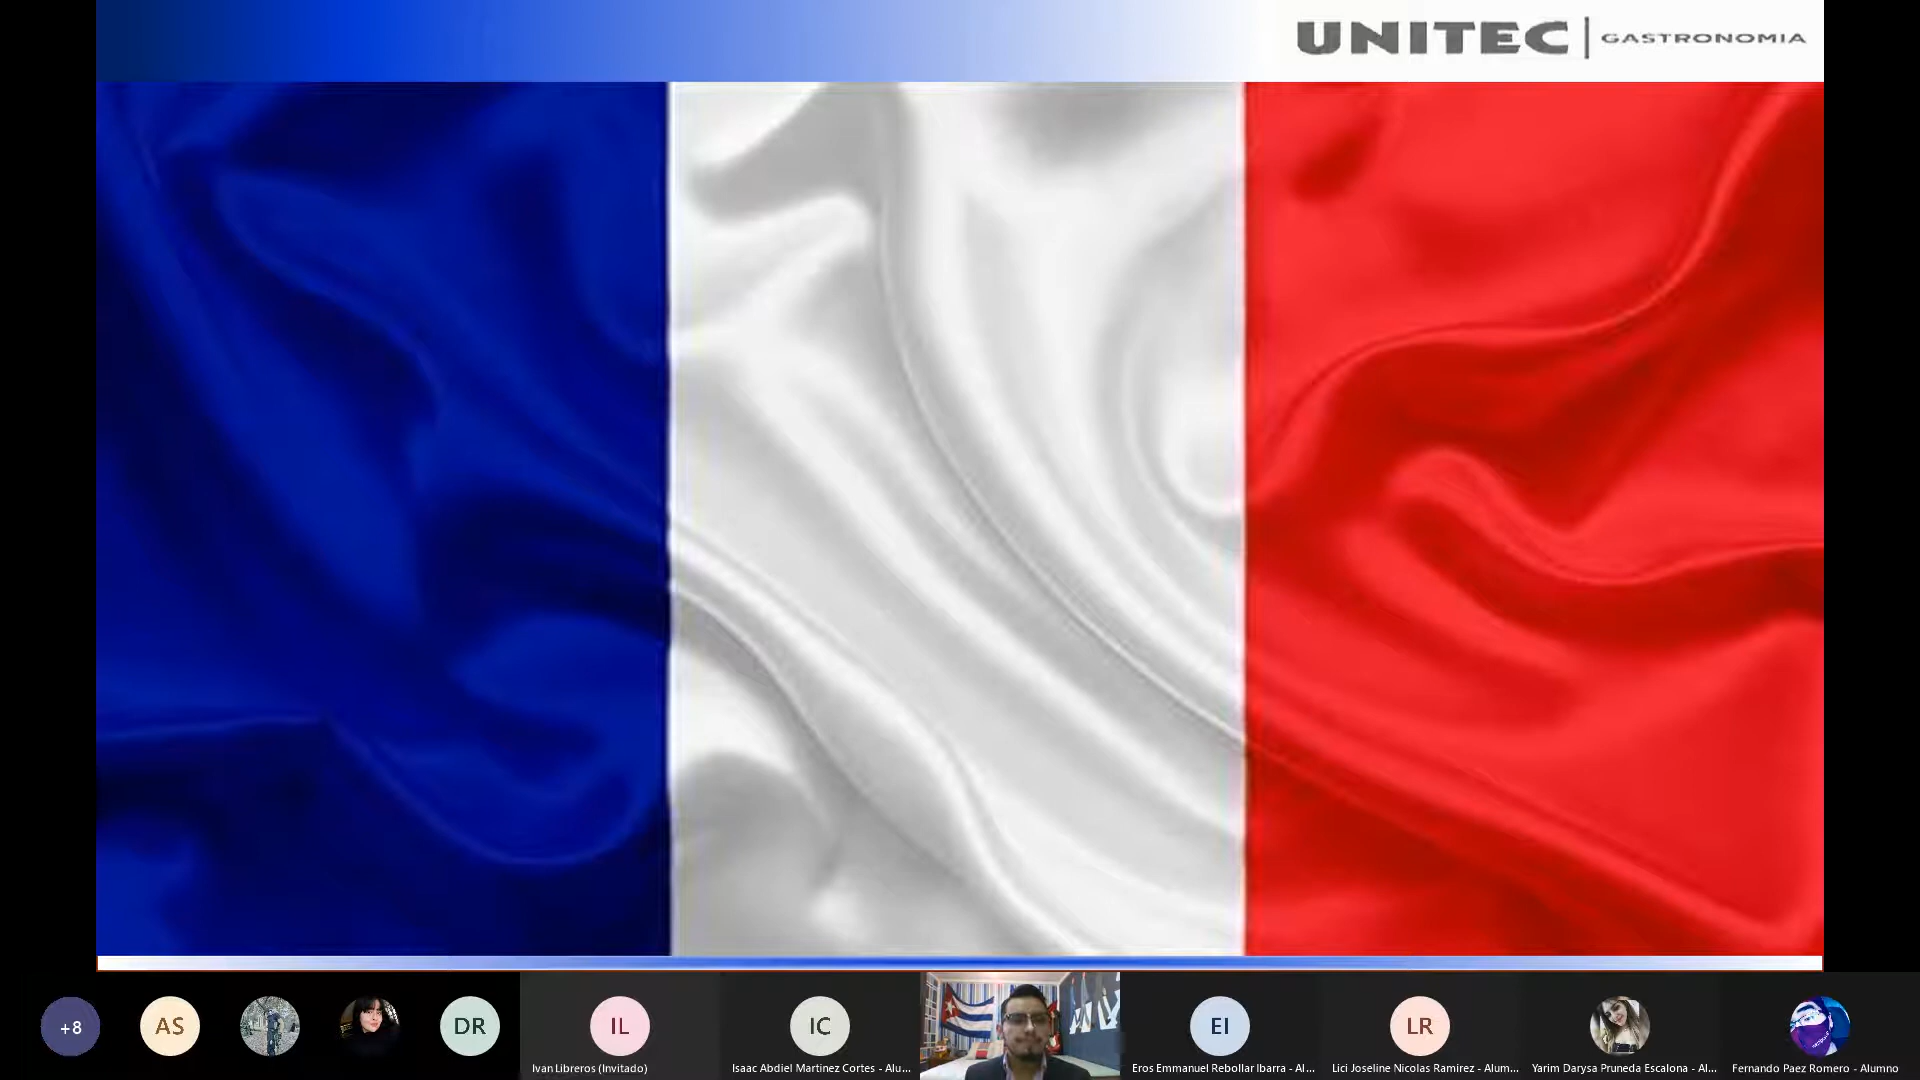 UNITEC | GASTRONOMIA
+8
AS
DR
IL
IC
EI
LR
Ivan Libreros (Invitado)
Isaac Abdiel Martinez Cortes - Alu...
Eros Emmanuel Rebollar Ibarra - Al...
Lici Joseline Nicolas Ramirez - Alum...
Yarim Darysa Pruneda Escalona - Al...
Fernando Paez Romero - Alumno